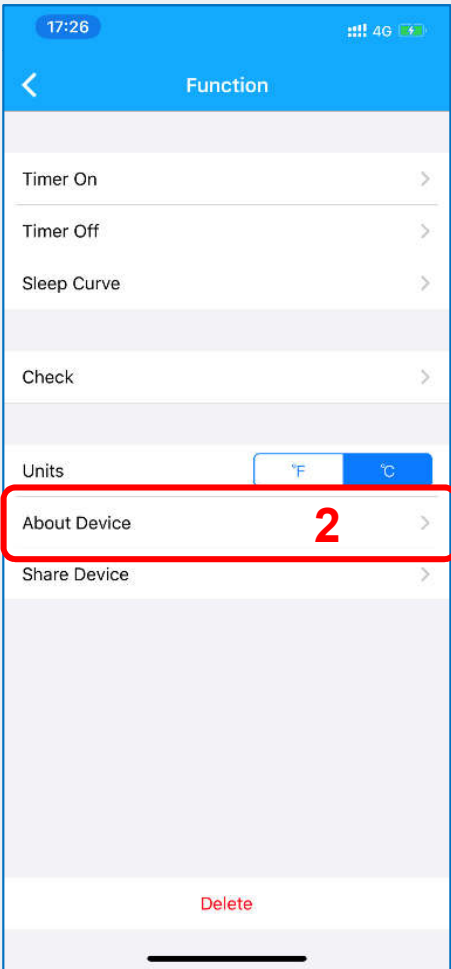 17:26 4G
Function
Timer On
Timer Off
Sleep Curve
Check
Units °F °C
About Device 2
Share Device
Delete